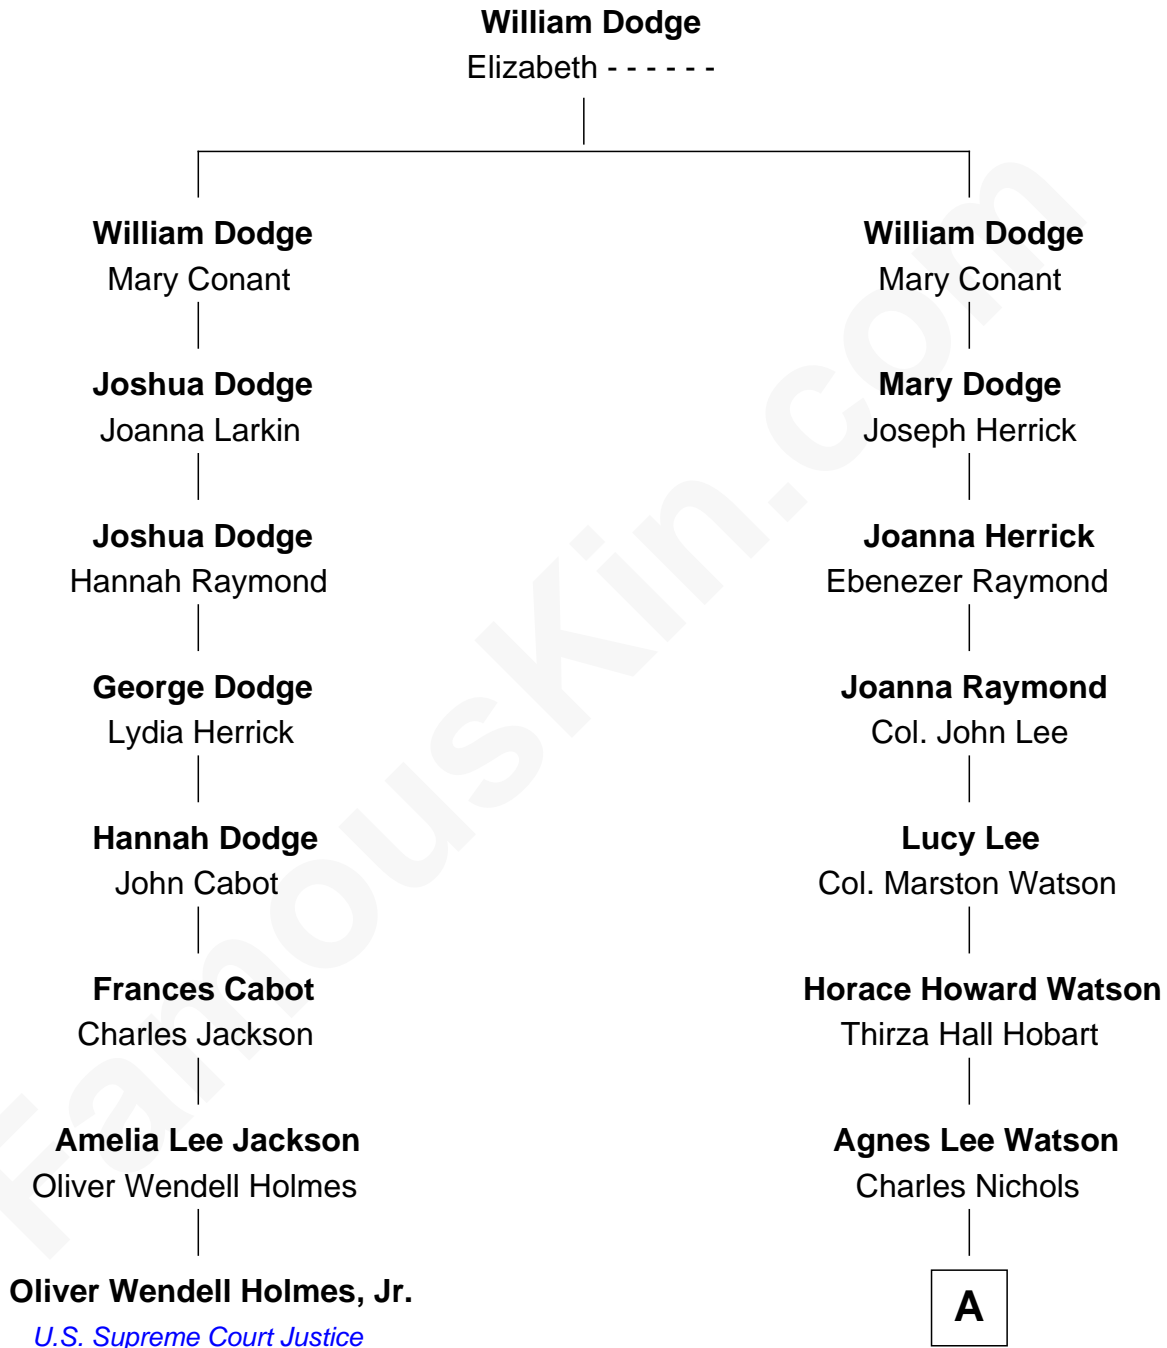 William Dodge
Elizabeth - - - - - -
William Dodge
Mary Conant
William Dodge
Mary Conant
Joshua Dodge
Joanna Larkin
Mary Dodge
Joseph Herrick
Joshua Dodge
Hannah Raymond
Joanna Herrick
Ebenezer Raymond
George Dodge
Lydia Herrick
Joanna Raymond
Col. John Lee
Hannah Dodge
John Cabot
Lucy Lee
Col. Marston Watson
Frances Cabot
Charles Jackson
Horace Howard Watson
Thirza Hall Hobart
Amelia Lee Jackson
Oliver Wendell Holmes
Agnes Lee Watson
Charles Nichols
Oliver Wendell Holmes, Jr.
U.S. Supreme Court Justice
A
FamousKin.com